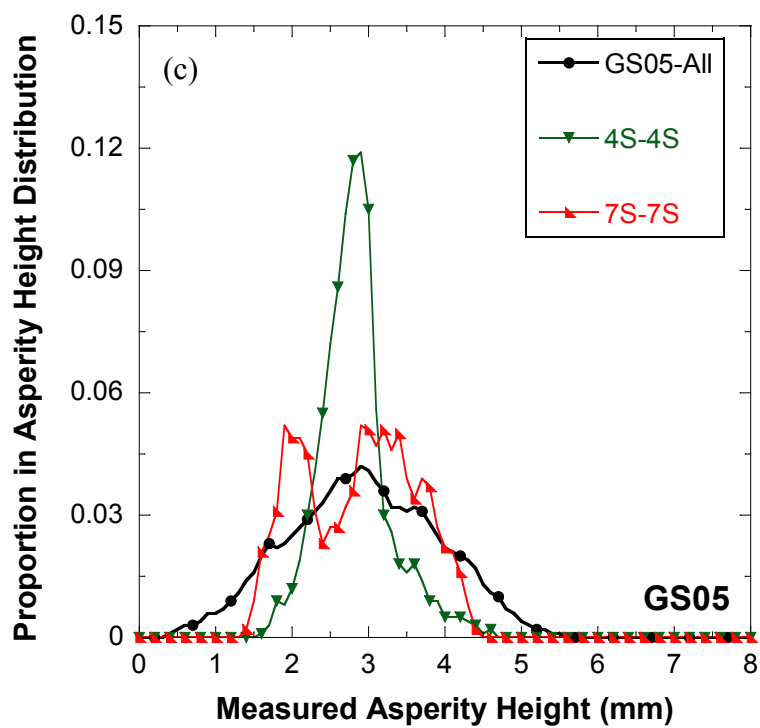 0.15
(c)
GS05-All
4S-4S
7S-7S
0.12
0.09
0.06
0.03
0
Proportion in Asperity Height Distribution
GS05
0 1 2 3 4 5 6 7 8
Measured Asperity Height (mm)